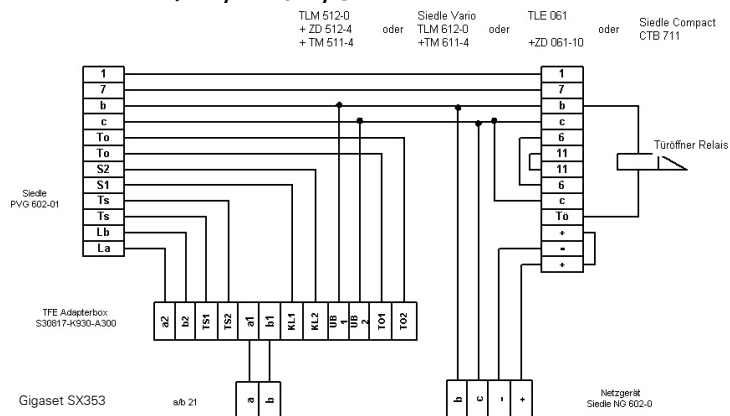 TLM 512-0
+ ZD 512-4
+ TM 511-4
oder
Siedle Vario
TLM 612-0
+TM 611-4
oder
TLE 061
+ZD 061-10
oder
Siedle Compact
CTB 711
1
7
b
c
To
To
S2
S1
Ts
Ts
Lb
La
Siedle
PVG 602-01
1
7
b
c
6
11
11
6
c
Tö
+
-
+
Türöffner Relais
TFE Adapterbox
S30817-K930-A300
a2
b2
TS1
TS2
a1
b1
KL1
KL2
UB 1
UB 2
TO1
TO2
Gigaset SX353
a/b 21
a
b
b
c
-
+
Netzgerät
Siedle NG 602-0